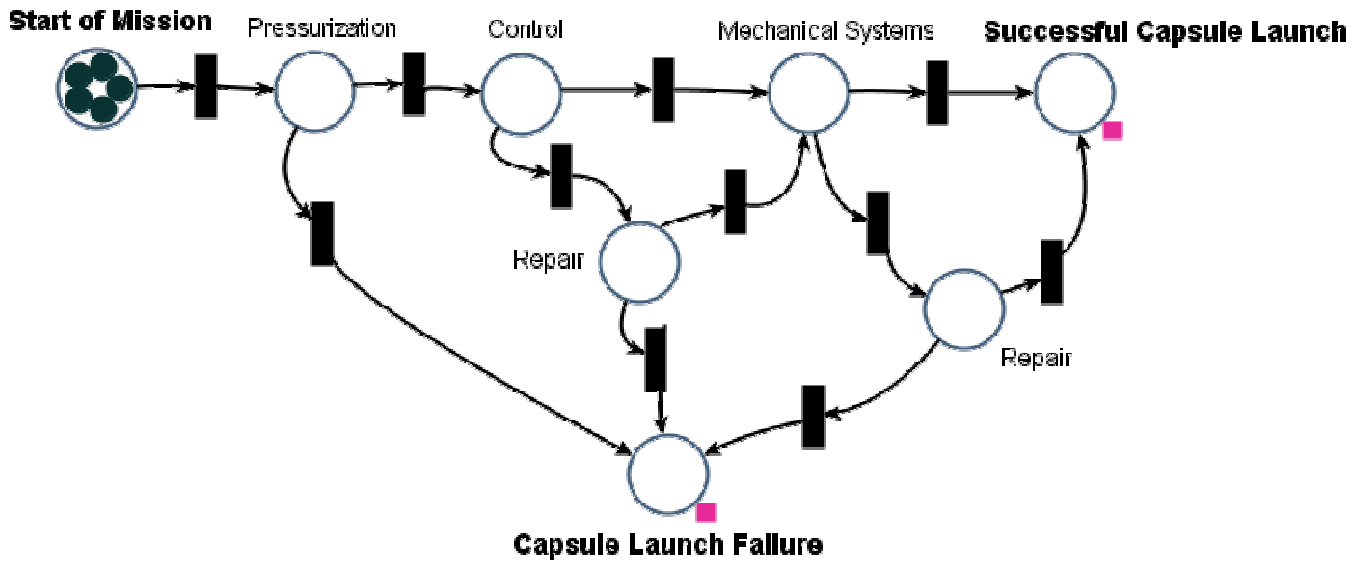 Start of Mission
Pressurization
Control
Mechanical Systems
Successful Capsule Launch
Repair
Repair
Capsule Launch Failure